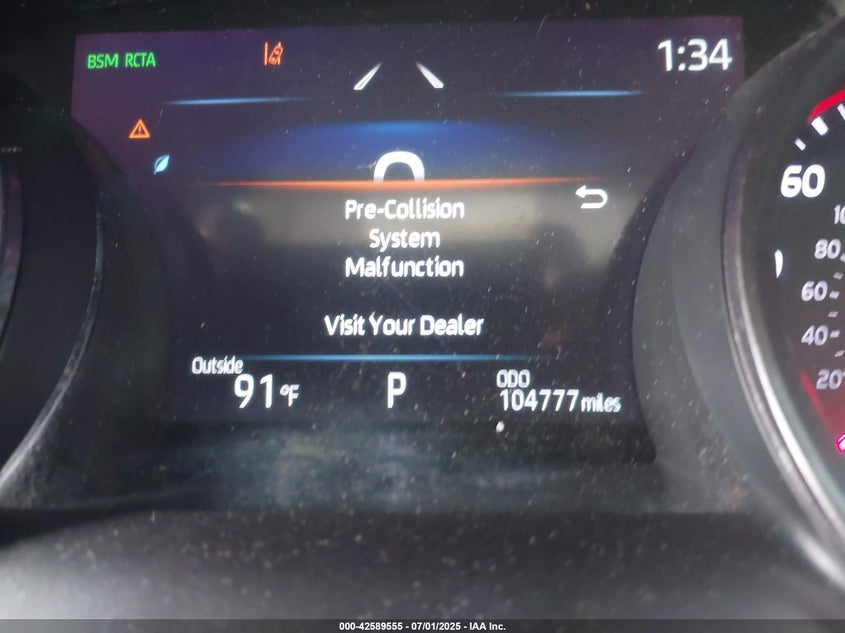 BSM RCTA
1:34
Pre-Collision
System
Malfunction
Visit Your Dealer
Outside
91°F
P
ODO
104777 miles
60
80
60
40
20
000-42589555 / 07/01/2025 / IAA Inc.